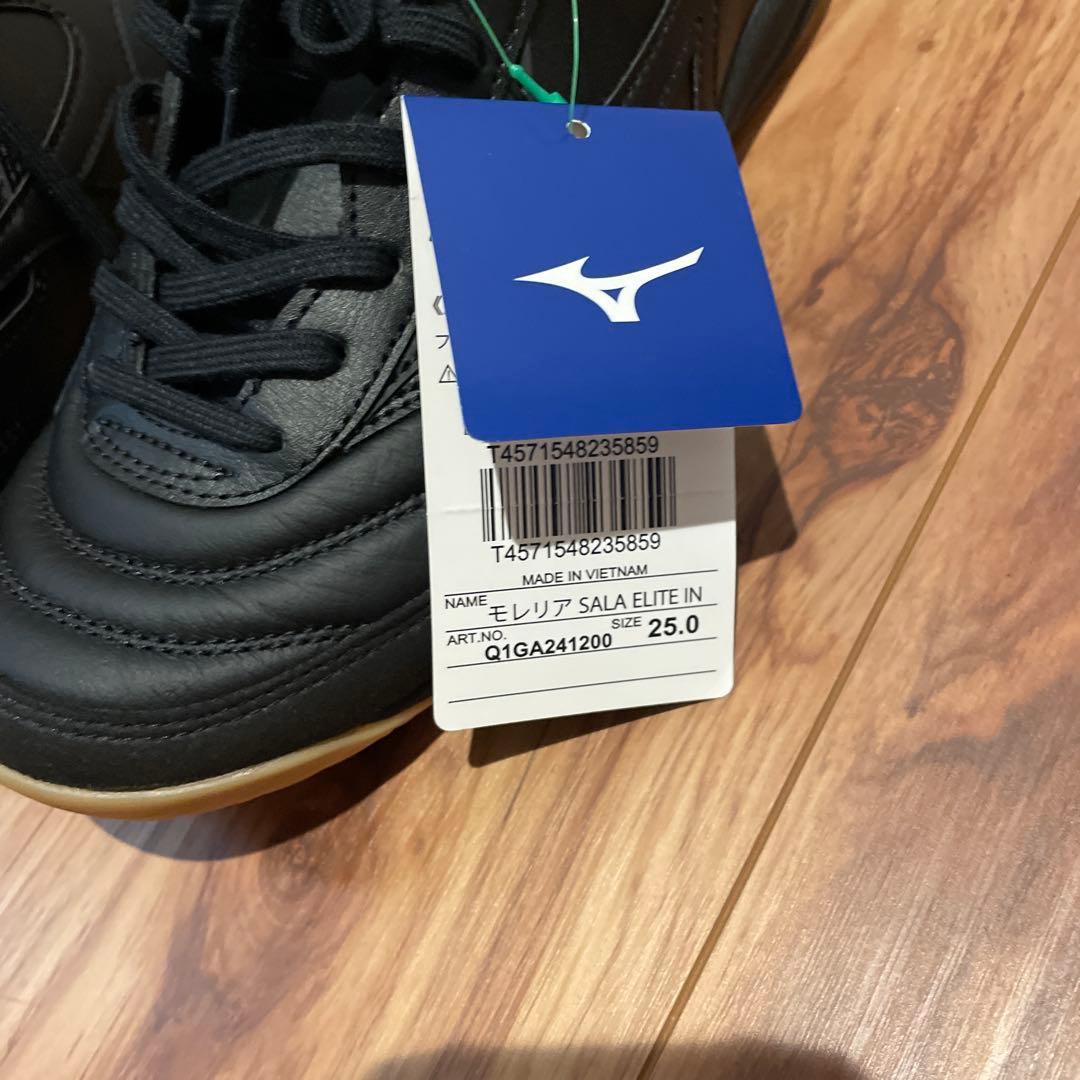 フ
T4571548235859
T4571548235859
MADE IN VIETNAM
NAME モレリア SALA ELITE IN
ART.NO. Q1GA241200 SIZE 25.0